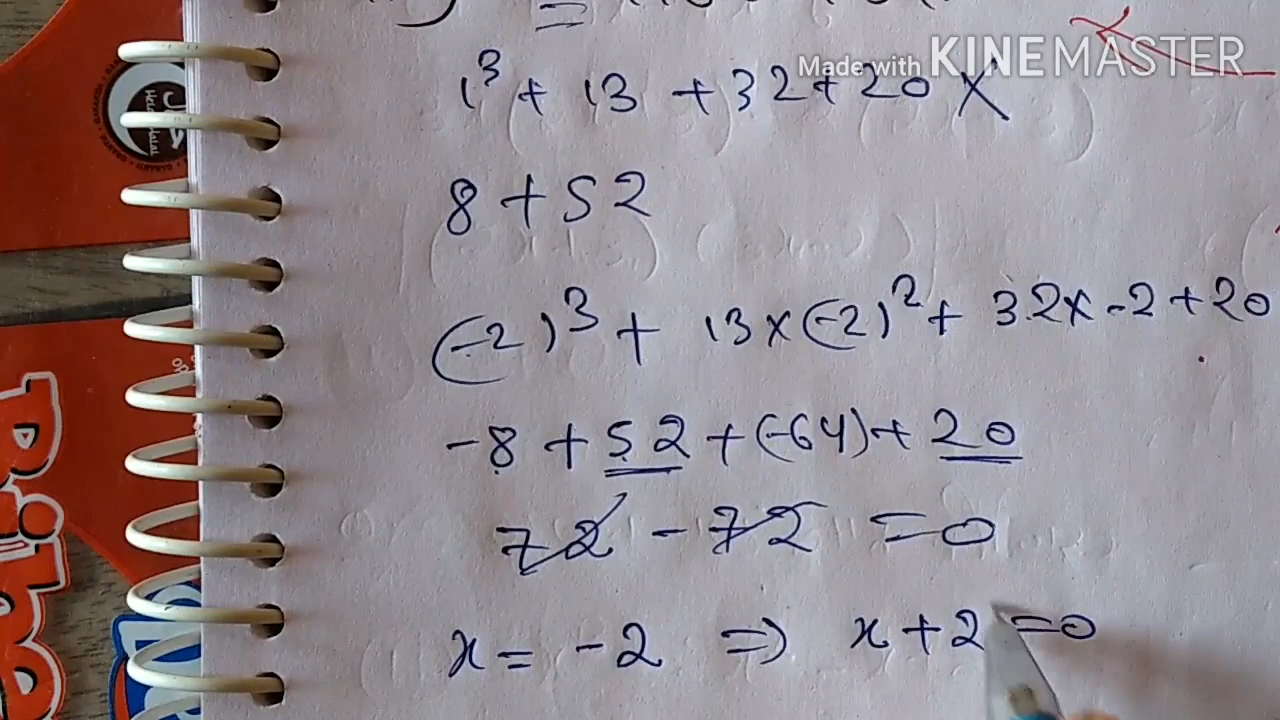 Made with KINEMASTER
1³ + 13 + 32 + 20 X
8 + 52
(-2)³ + 13 x (-2)² + 32x -2 + 20
-8 + 52 + (-64) + 20
72 - 72 = 0
x = -2 => x + 2 = 0